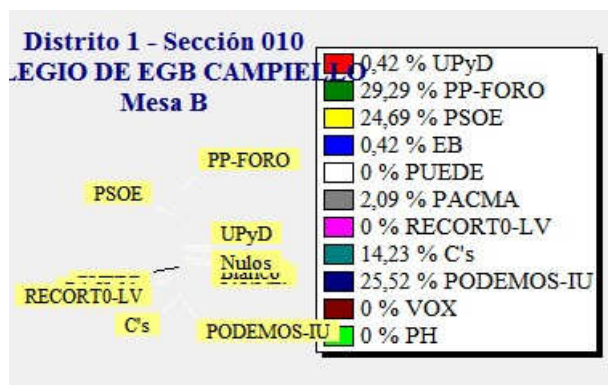 Distrito 1 - Sección 010
LEGIO DE EGB CAMPIELLO
Mesa B
0,42 % UPyD
29,29 % PP-FORO
24,69 % PSOE
0,42 % EB
0 % PUEDE
2,09 % PACMA
0 % RECORT0-LV
14,23 % C's
25,52 % PODEMOS-IU
0 % VOX
0 % PH
PP-FORO
PSOE
UPyD
Nulos
Blanco
RECORT0-LV
C's
PODEMOS-IU